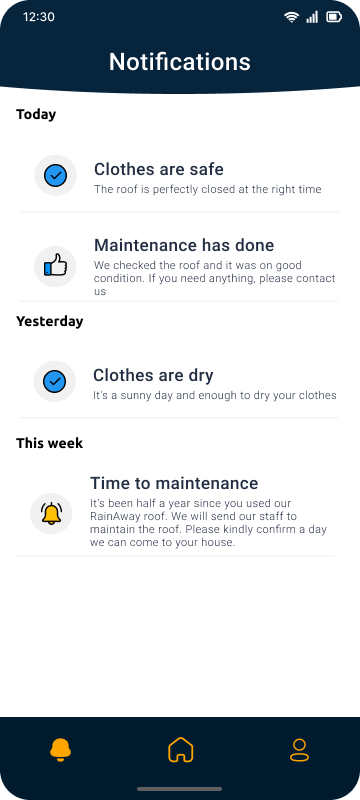 12:30
Notifications
Today
Clothes are safe
The roof is perfectly closed at the right time
Maintenance has done
We checked the roof and it was on good
condition. If you need anything, please contact
us
Yesterday
Clothes are dry
It's a sunny day and enough to dry your clothes
This week
Time to maintenance
It's been half a year since you used our
RainAway roof. We will send our staff to
maintain the roof. Please kindly confirm a day
we can come to your house.